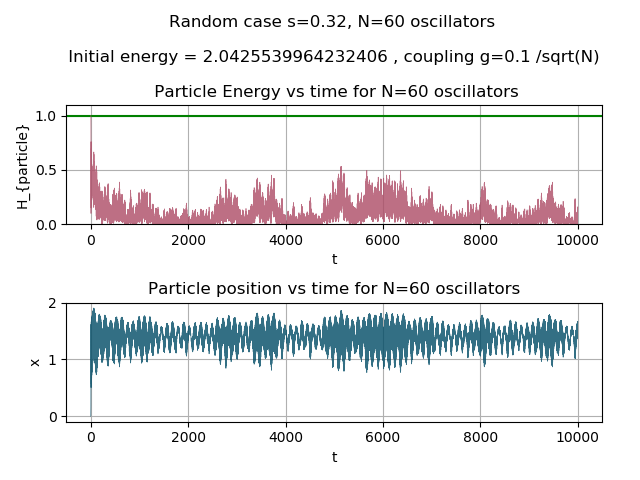 Random case s=0.32, N=60 oscillators
Initial energy = 2.0425539964232406 , coupling g=0.1 /sqrt(N)
Particle Energy vs time for N=60 oscillators
H_{particle}
1.0
0.5
0.0
0 2000 4000 6000 8000 10000
t
Particle position vs time for N=60 oscillators
x
2
1
0
0 2000 4000 6000 8000 10000
t